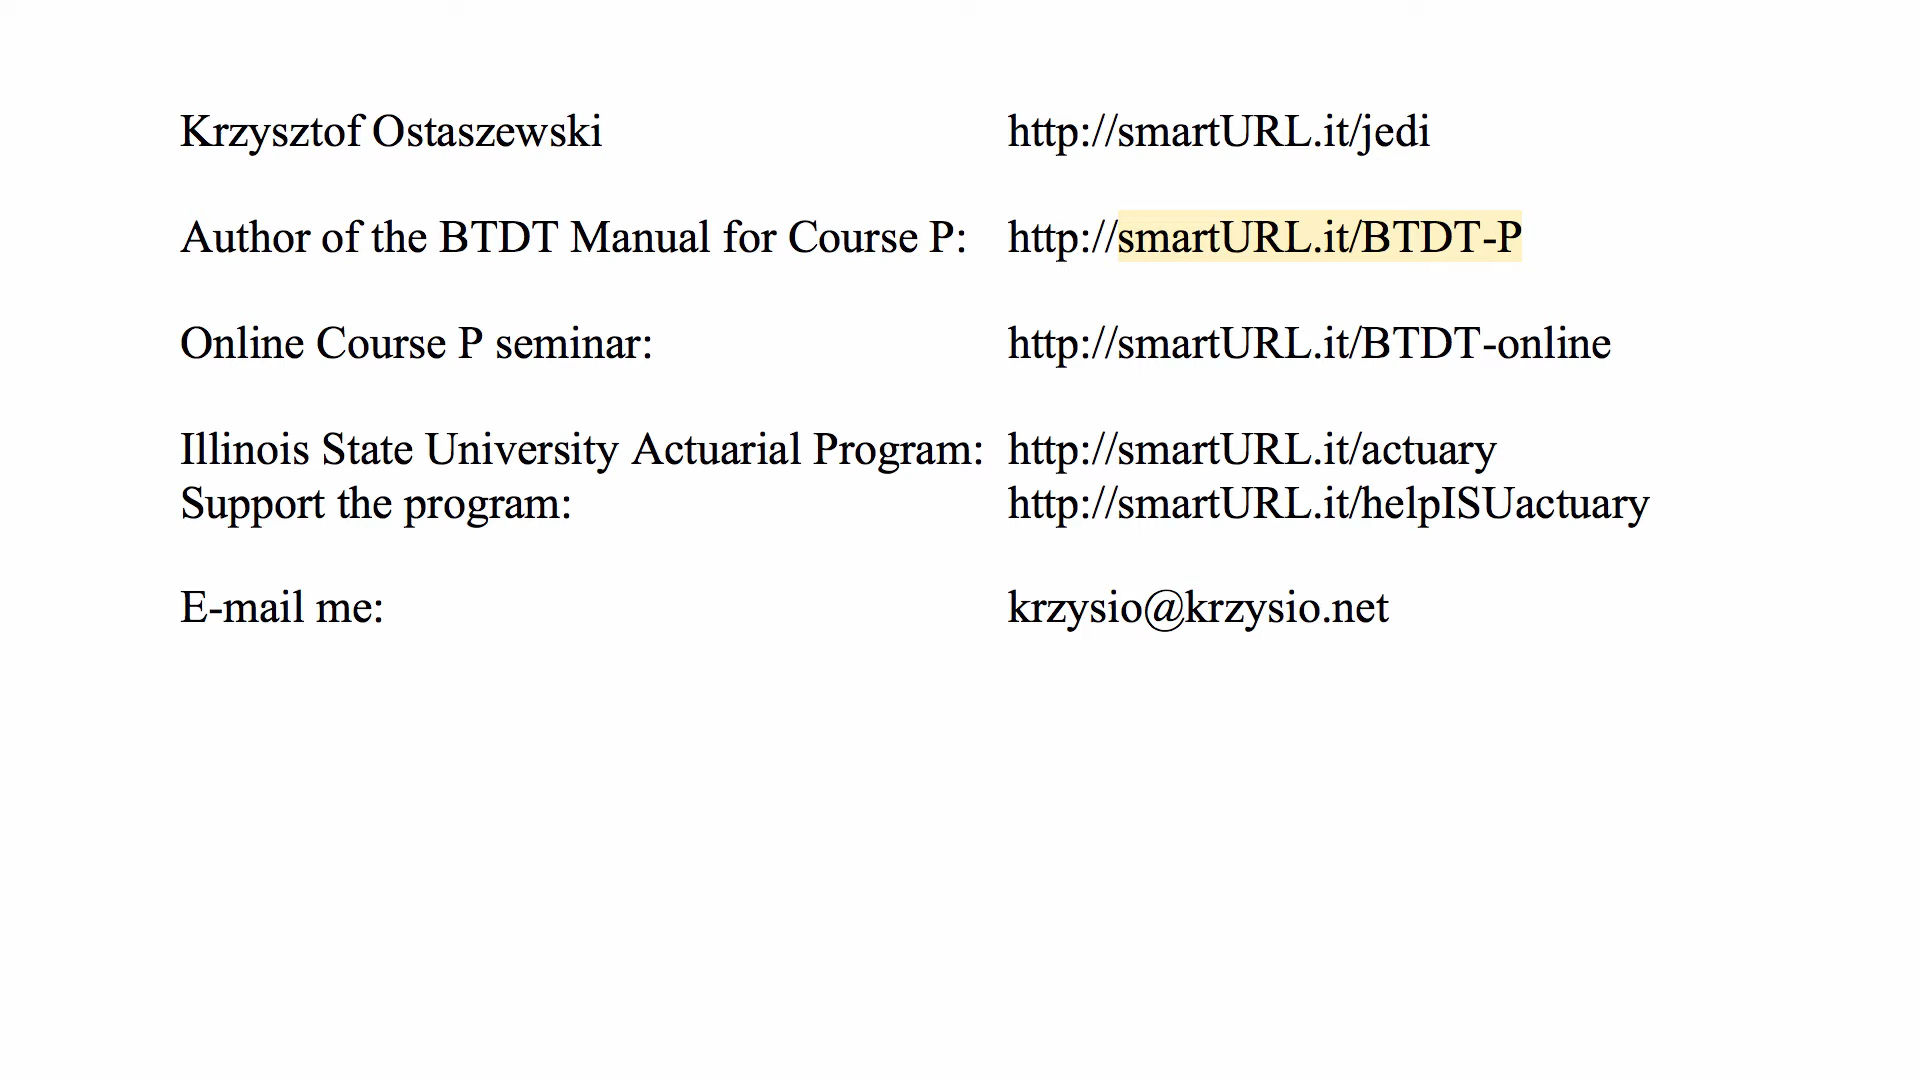 Krzysztof Ostaszewski http://smartURL.it/jedi
Author of the BTDT Manual for Course P: http://smartURL.it/BTDT-P
Online Course P seminar: http://smartURL.it/BTDT-online
Illinois State University Actuarial Program: http://smartURL.it/actuary
Support the program: http://smartURL.it/helpISUactuary
E-mail me: krzysio@krzysio.net